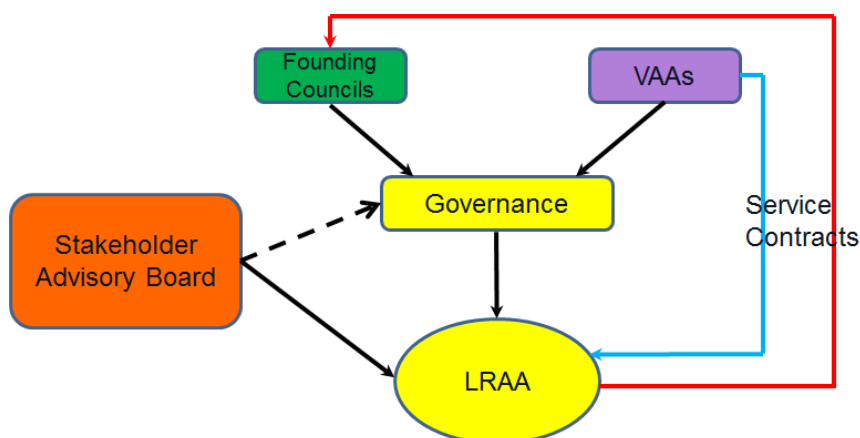 Founding
Councils
VAAs
Governance
Service
Contracts
Stakeholder
Advisory Board
LRAA